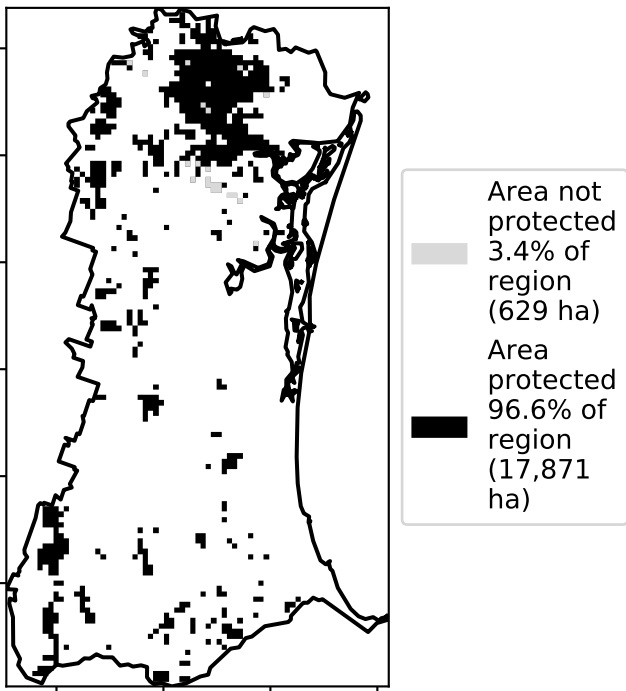 Area not
protected
3.4% of
region
(629 ha)
Area
protected
96.6% of
region
(17,871
ha)